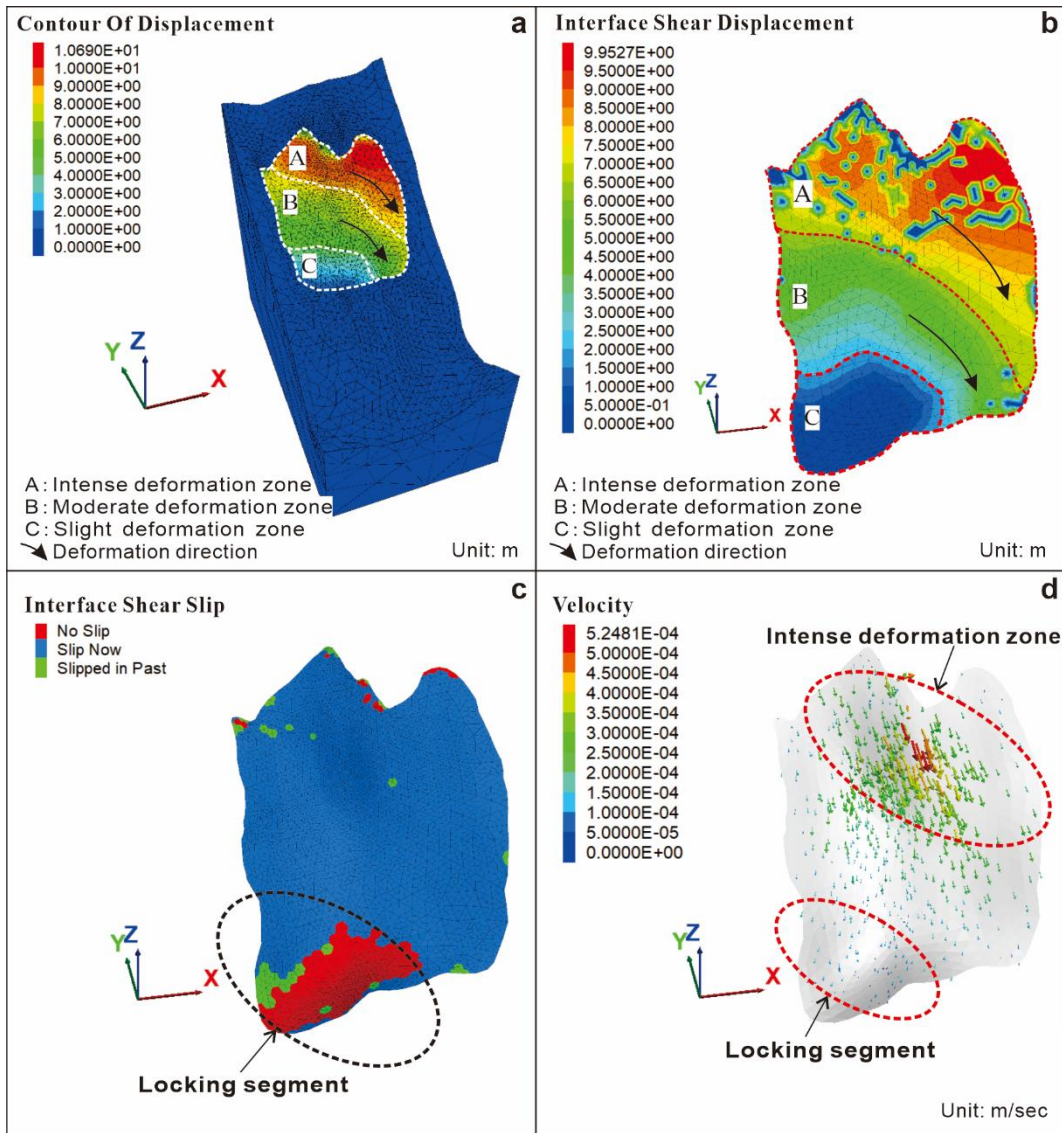 Contour Of Displacement
a
1.0690E+01
1.0000E+01
9.0000E+00
8.0000E+00
7.0000E+00
6.0000E+00
5.0000E+00
4.0000E+00
3.0000E+00
2.0000E+00
1.0000E+00
0.0000E+00
A
B
C
Y
Z
X
A: Intense deformation zone
B: Moderate deformation zone
C: Slight deformation zone
Deformation direction
Unit: m
Interface Shear Displacement
b
9.9527E+00
9.5000E+00
9.0000E+00
8.5000E+00
8.0000E+00
7.5000E+00
7.0000E+00
6.5000E+00
6.0000E+00
5.5000E+00
5.0000E+00
4.5000E+00
4.0000E+00
3.5000E+00
3.0000E+00
2.5000E+00
2.0000E+00
1.5000E+00
1.0000E+00
5.0000E-01
0.0000E+00
A
B
C
Y
Z
X
A: Intense deformation zone
B: Moderate deformation zone
C: Slight deformation zone
Deformation direction
Unit: m
c
Interface Shear Slip
No Slip
Slip Now
Slipped in Past
Y
Z
X
Locking segment
d
Velocity
5.2481E-04
5.0000E-04
4.5000E-04
4.0000E-04
3.5000E-04
3.0000E-04
2.5000E-04
2.0000E-04
1.5000E-04
1.0000E-04
5.0000E-05
0.0000E+00
Intense deformation zone
Y
Z
X
Locking segment
Unit: m/sec